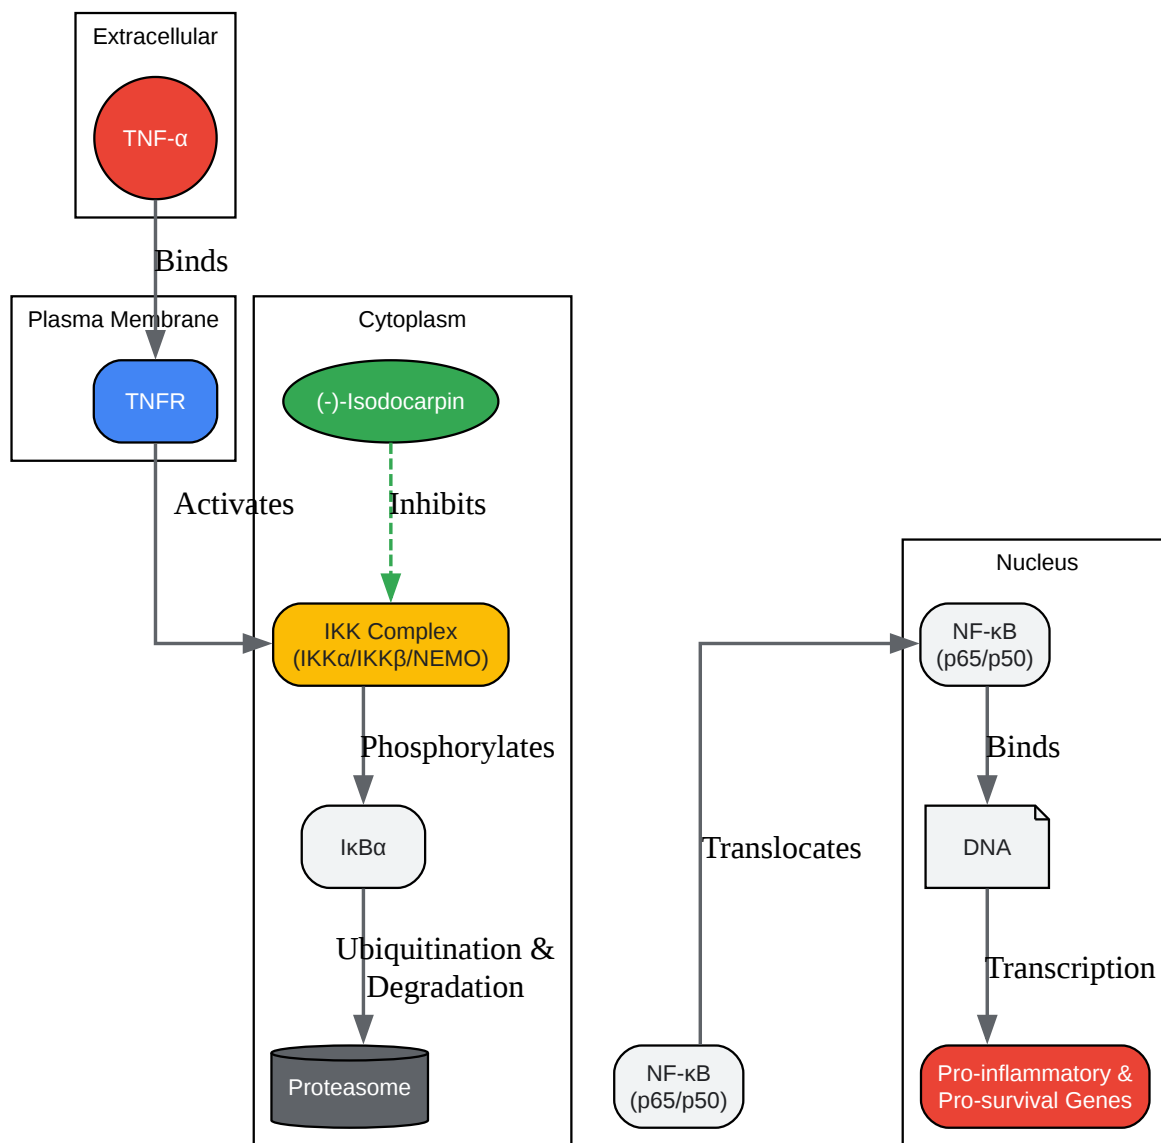 Extracellular
TNF-α
Binds
Plasma Membrane
TNFR
Cytoplasm
(-)-Isodocarpin
Activates
Inhibits
IKK Complex
(IKKα/IKKβ/NEMO)
Phosphorylates
IκBα
Ubiquitination &
Degradation
Proteasome
NF-κB
(p65/p50)
Translocates
Nucleus
NF-κB
(p65/p50)
Binds
DNA
Transcription
Pro-inflammatory &
Pro-survival Genes